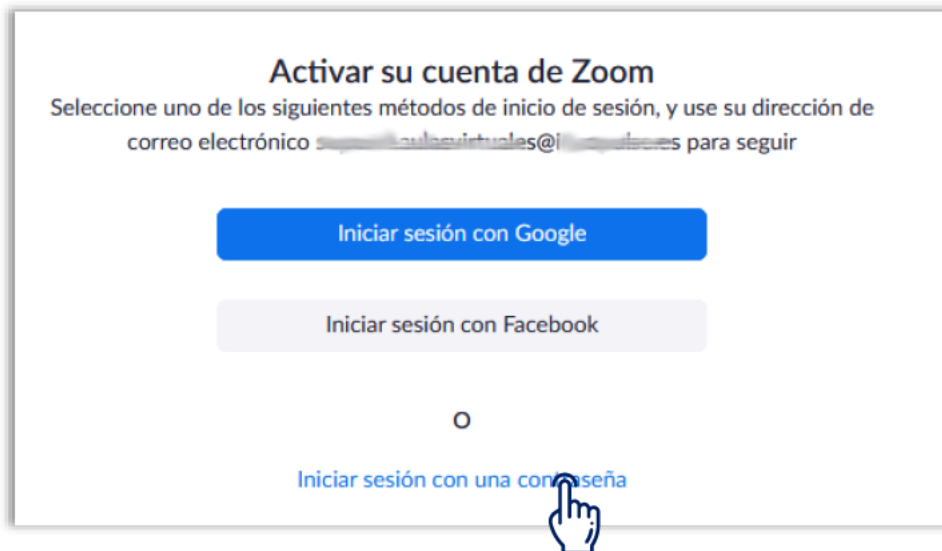 Activar su cuenta de Zoom
Seleccione uno de los siguientes métodos de inicio de sesión, y use su dirección de
correo electrónico para seguir
Iniciar sesión con Google
Iniciar sesión con Facebook
O
Iniciar sesión con una contraseña